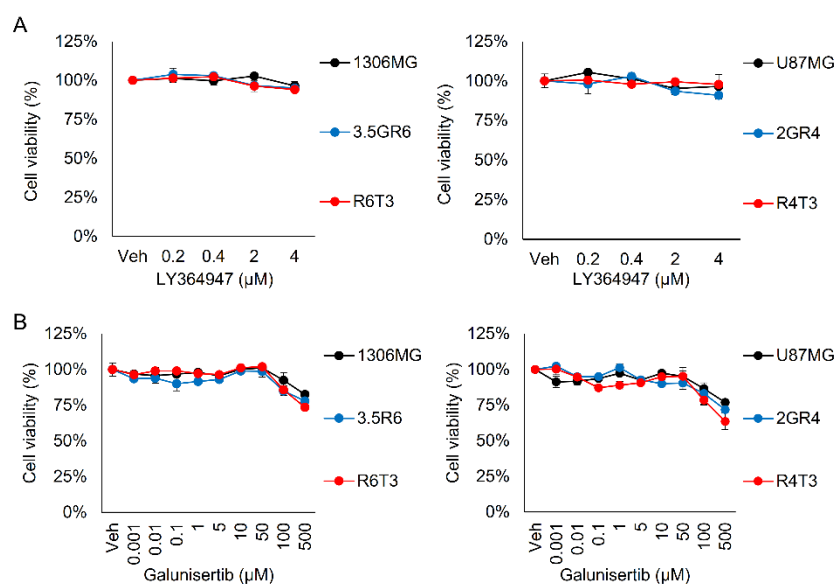 A
125%
100%
75%
50%
25%
0%
Cell viability (%)
Veh 0.2 0.4 2 4
LY364947 (µM)
1306MG
3.5GR6
R6T3
125%
100%
75%
50%
25%
0%
Cell viability (%)
Veh 0.2 0.4 2 4
LY364947 (µM)
U87MG
2GR4
R4T3
B
125%
100%
75%
50%
25%
0%
Cell viability (%)
Veh 0.001 0.01 0.1 1 5 10 50 100 500
Galunisertib (µM)
1306MG
3.5R6
R6T3
125%
100%
75%
50%
25%
0%
Cell viability (%)
Veh 0.001 0.01 0.1 1 5 10 50 100 500
Galunisertib (µM)
U87MG
2GR4
R4T3